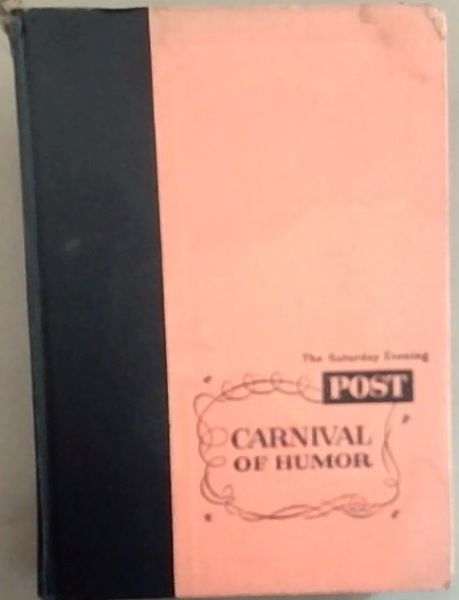 The Saturday Evening
POST
CARNIVAL
OF HUMOR